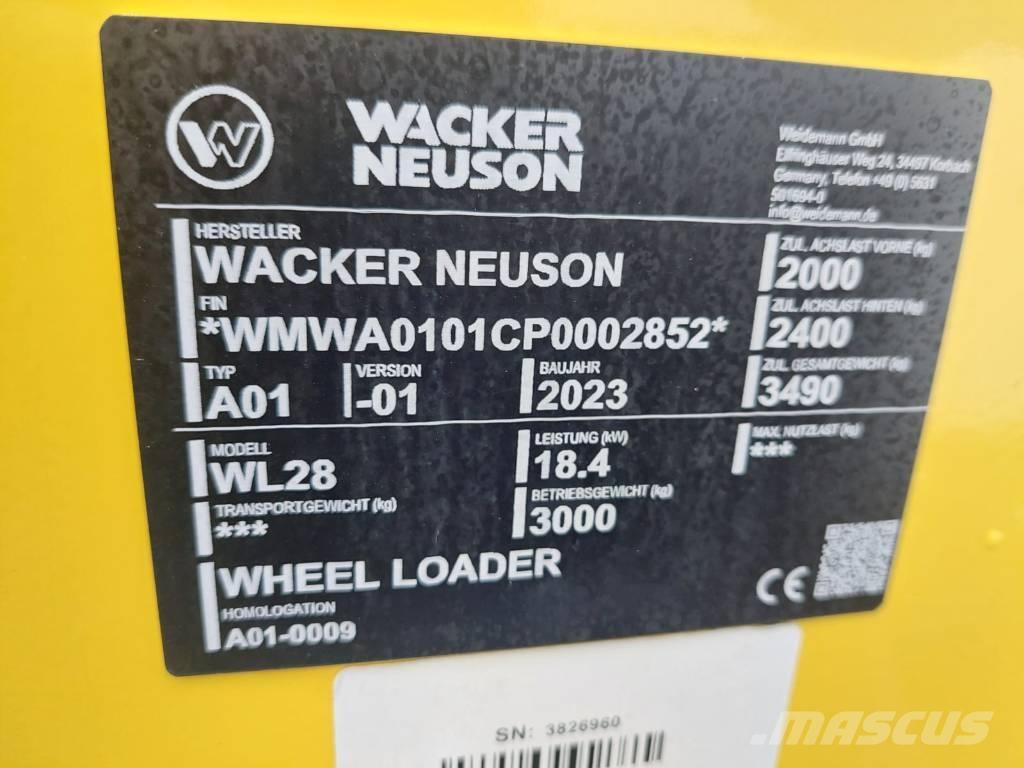 W
WACKER
NEUSON
Weidemann GmbH
Elfringhäuser Weg 24, 34497 Korbach
Germany, Telefon +49 (0) 5631
501694-0
info@weidemann.de
HERSTELLER
WACKER NEUSON
FIN
*WMWA0101CP0002852*
TYP
A01
VERSION
-01
BAUJAHR
2023
ZUL. ACHSLAST VORNE (kg)
2000
ZUL. ACHSLAST HINTEN (kg)
2400
ZUL. GESAMTGEWICHT (kg)
3490
MODELL
WL28
LEISTUNG (kW)
18.4
MAX. NUTZLAST (kg)
***
TRANSPORTGEWICHT (kg)
***
BETRIEBSGEWICHT (kg)
3000
WHEEL LOADER
HOMOLOGATION
A01-0009
CE
SN: 3826960
MASCUS